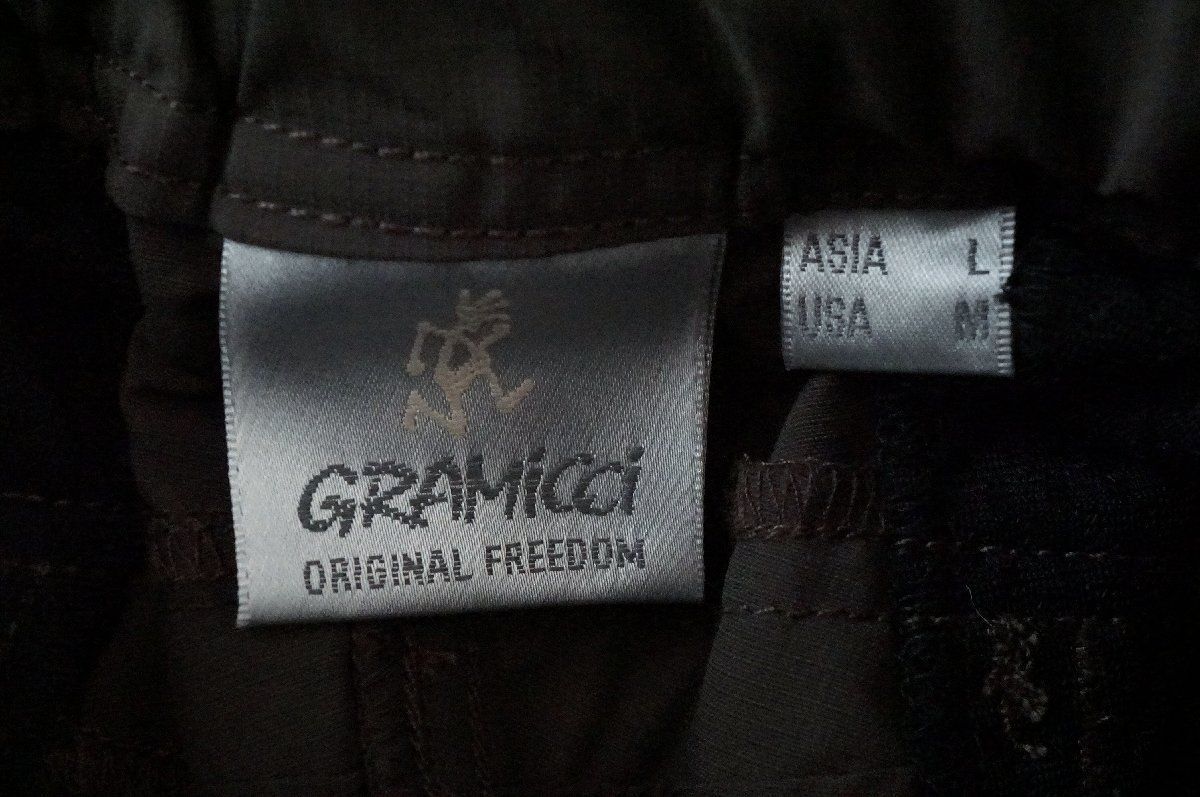 GRAMiCCi
ORIGINAL FREEDOM
ASIA L
USA M